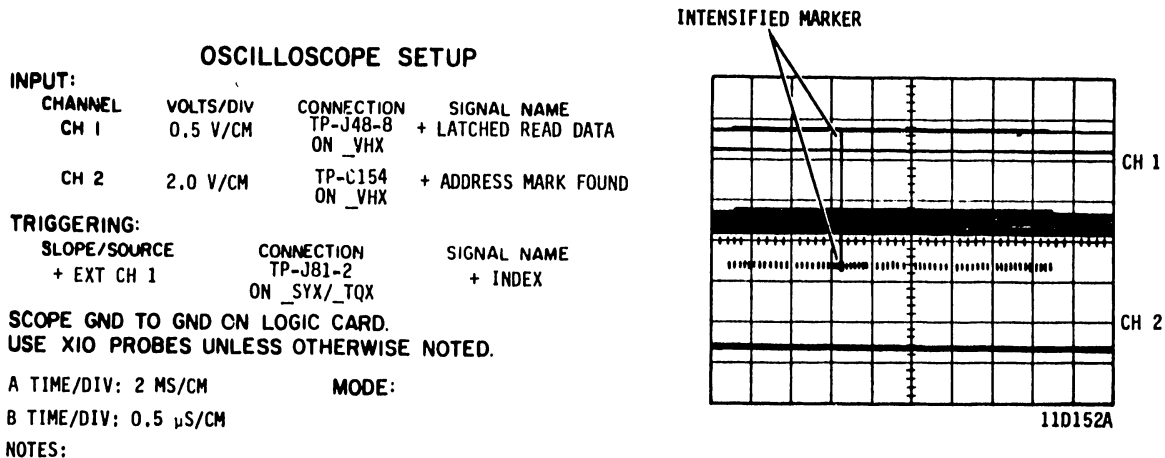 INTENSIFIED MARKER
OSCILLOSCOPE SETUP
INPUT:
CHANNEL VOLTS/DIV CONNECTION SIGNAL NAME
CH I 0.5 V/CM TP-J48-8 + LATCHED READ DATA
ON _VHX
CH 2 2.0 V/CM TP-C154 + ADDRESS MARK FOUND
ON _VHX
TRIGGERING:
SLOPE/SOURCE CONNECTION SIGNAL NAME
+ EXT CH 1 TP-J81-2 + INDEX
ON _SYX/_TQX
SCOPE GND TO GND ON LOGIC CARD.
USE X10 PROBES UNLESS OTHERWISE NOTED.
A TIME/DIV: 2 MS/CM MODE:
B TIME/DIV: 0.5 µS/CM
NOTES:
CH 1
CH 2
11D152A